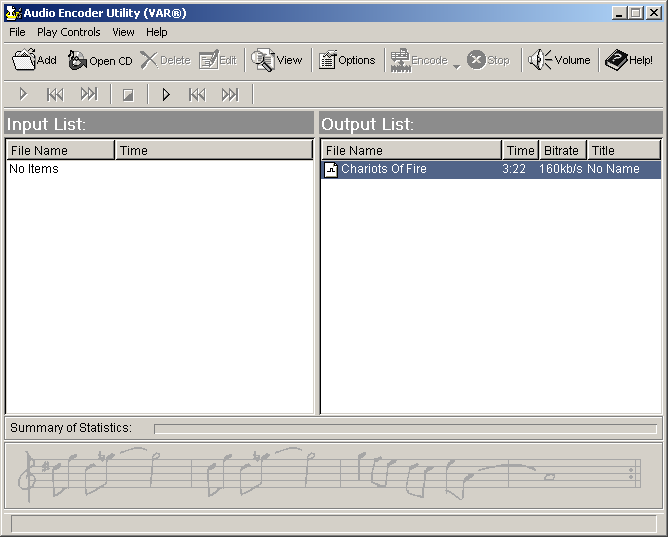 Audio Encoder Utility (VAR®)
File Play Controls View Help
Add Open CD Delete Edit View Options Encode Stop Volume Help!
Input List: Output List:
File Name Time File Name Time Bitrate Title
No Items Chariots Of Fire 3:22 160kb/s No Name
Summary of Statistics: